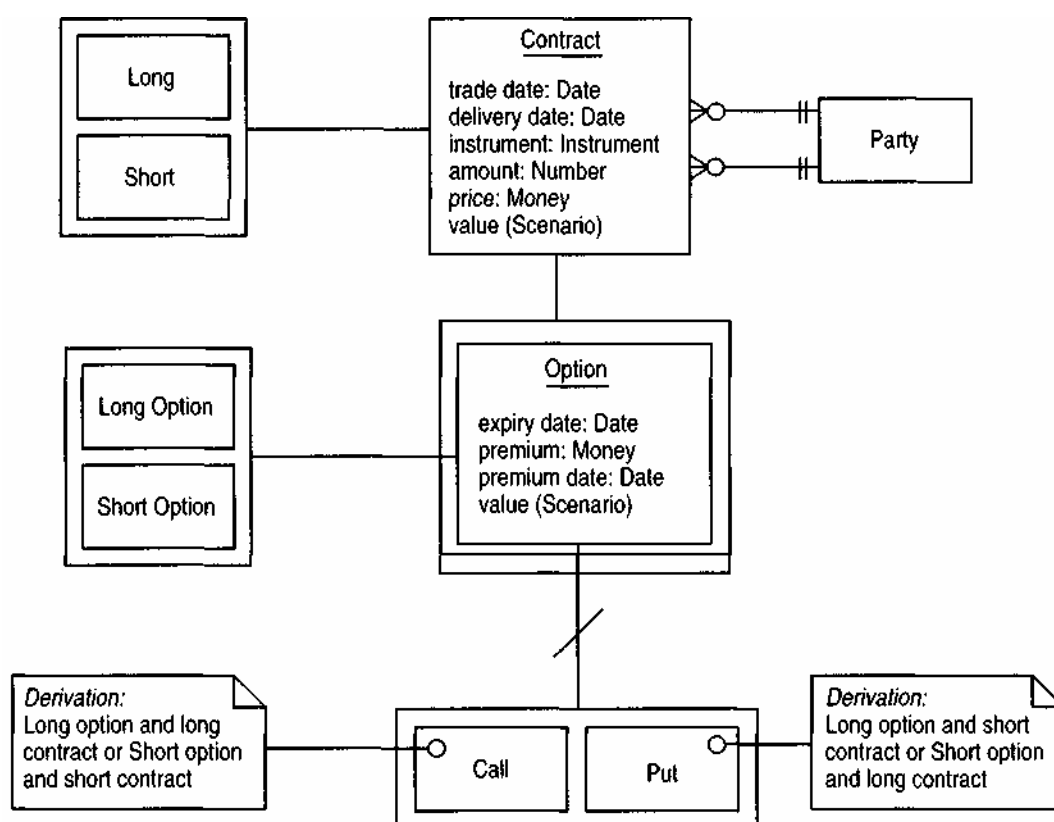 Long
Short
Contract
trade date: Date
delivery date: Date
instrument: Instrument
amount: Number
price: Money
value (Scenario)
Party
Long Option
Short Option
Option
expiry date: Date
premium: Money
premium date: Date
value (Scenario)
Derivation:
Long option and long
contract or Short option
and short contract
Call
Put
Derivation:
Long option and short
contract or Short option
and long contract